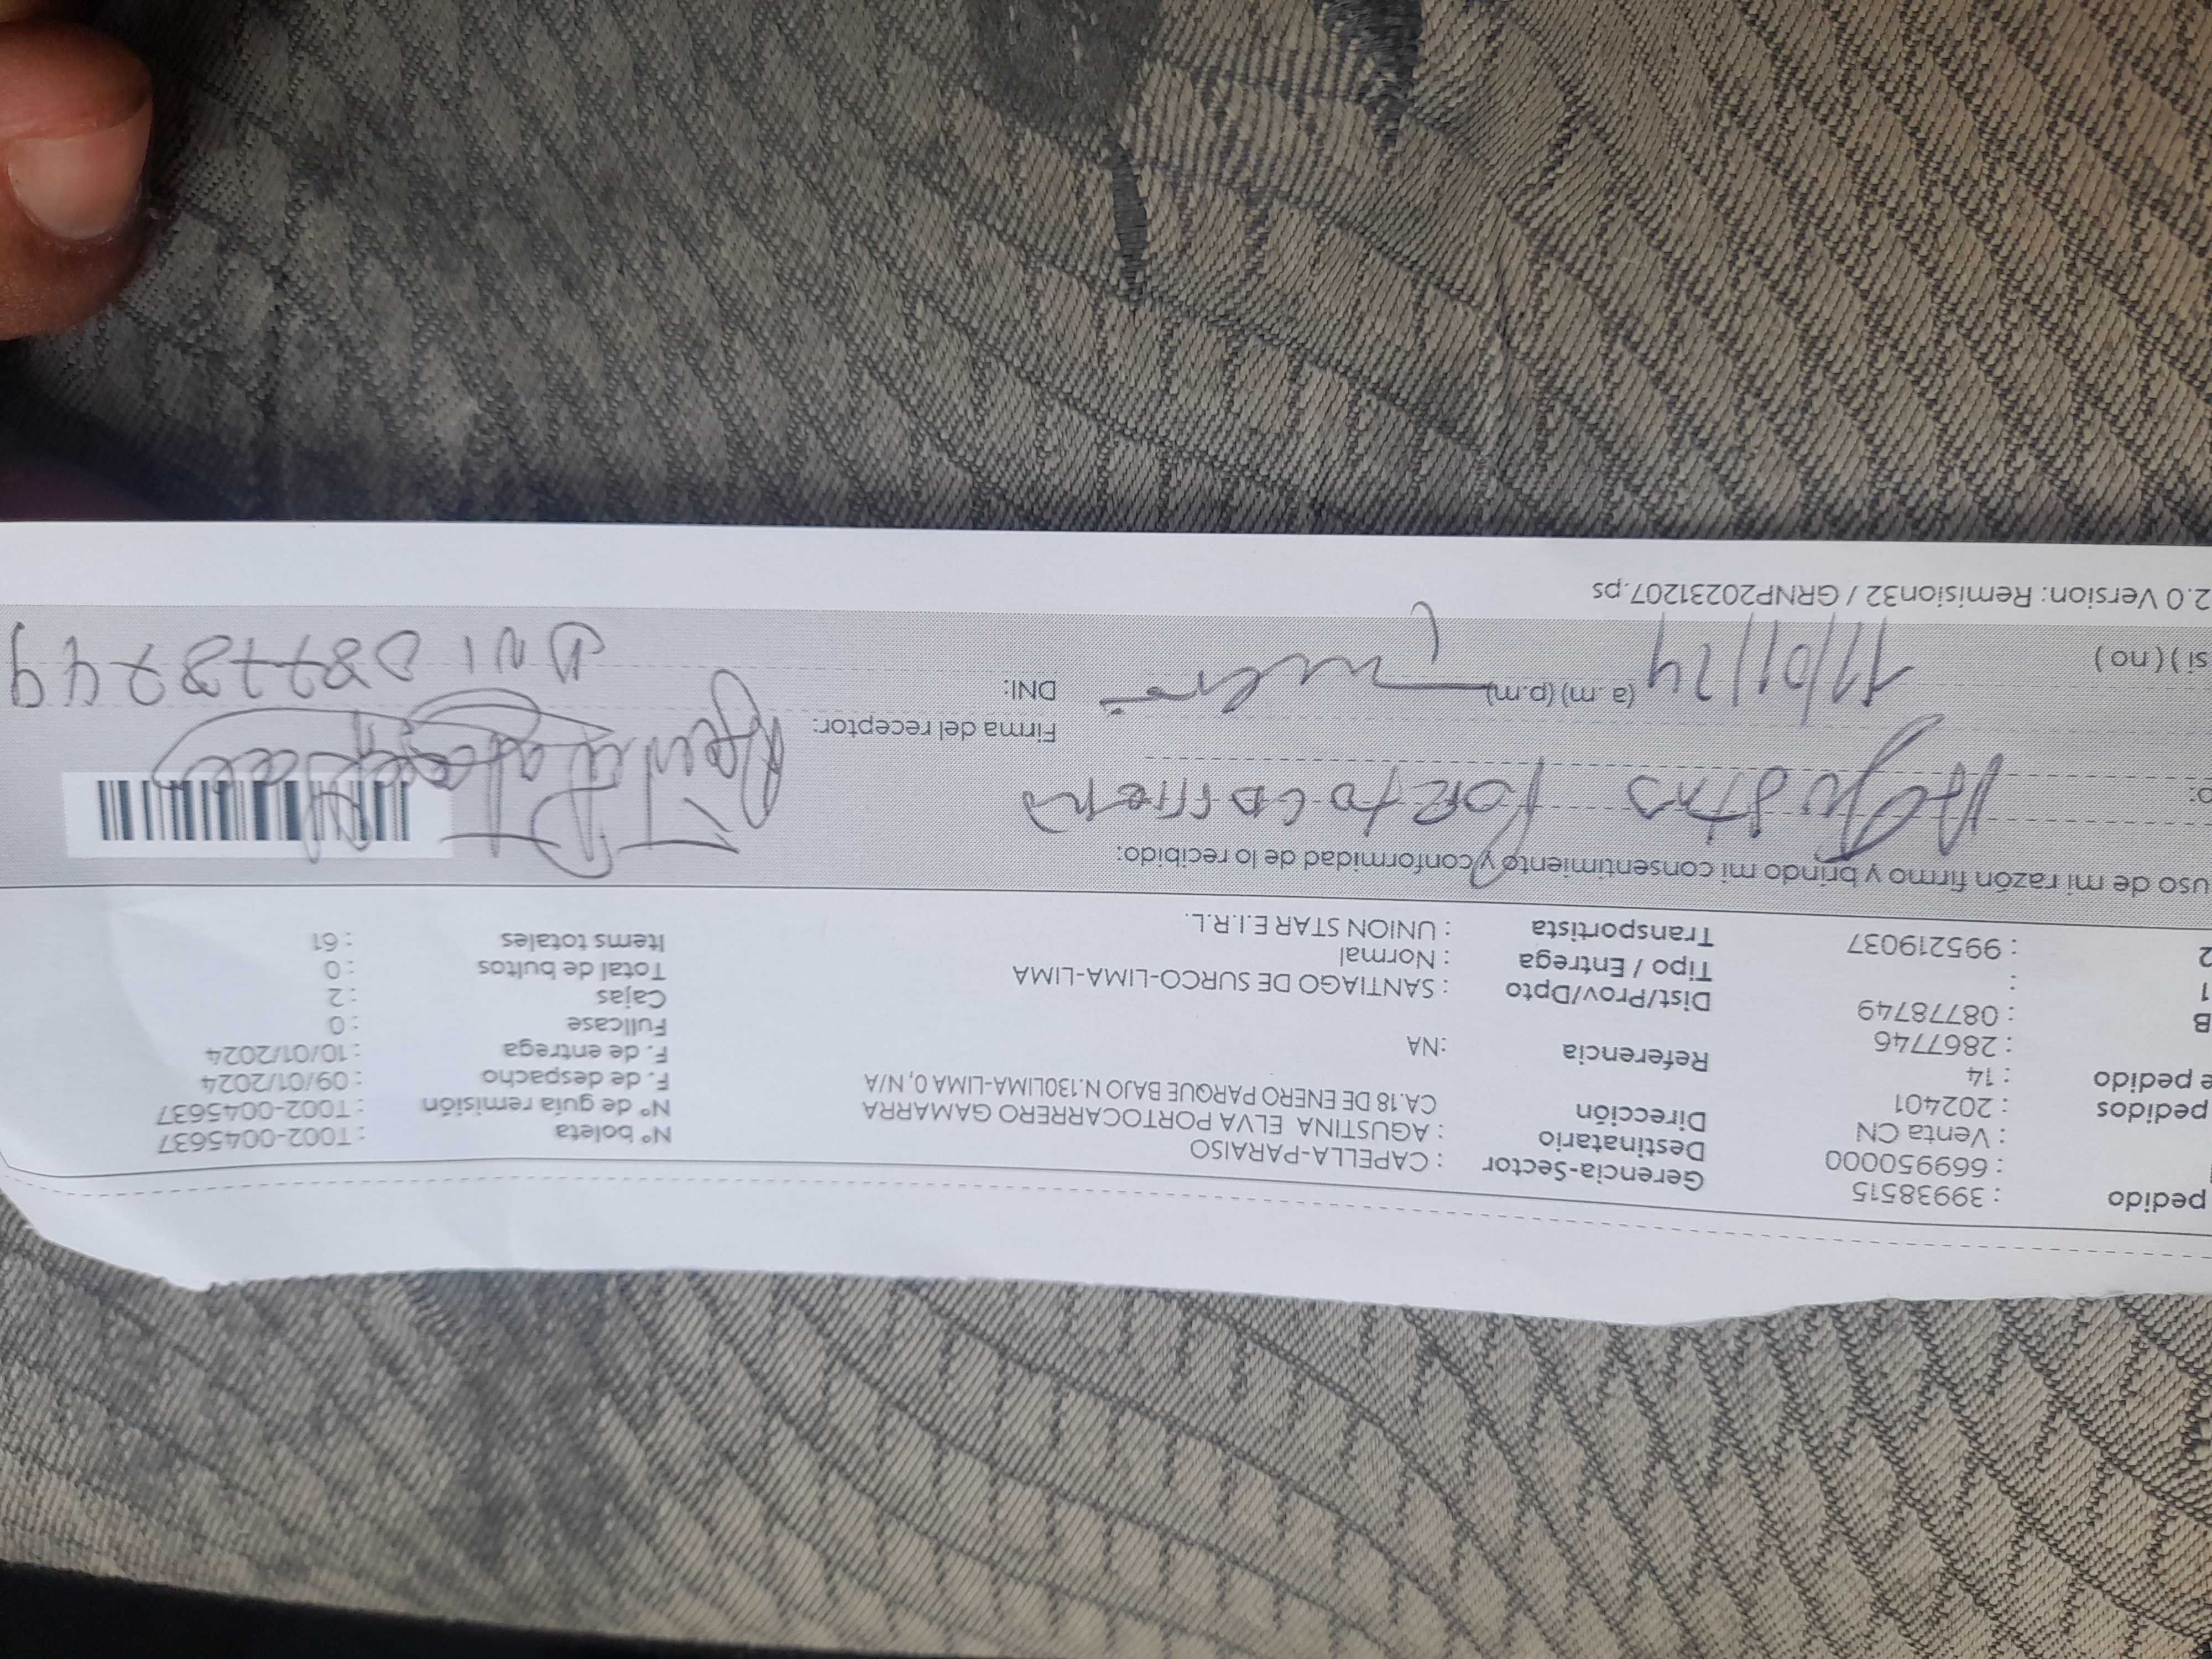 pedido : 39938515 Gerencia-Sector : CAPELLA-PARAISO Nº boleta : T002-0045637
: 669950000 Destinatario : AGUSTINA ELVA PORTOCARRERO GAMARRA Nº de guía remisión : T002-0045637
: Venta CN Dirección CA.18 DE ENERO PARQUE BAJO N.130LIMA-LIMA 0, N/A F. de despacho : 09/01/2024
pedidos : 202401 F. de entrega : 10/01/2024
e pedido : 14 Referencia :NA Fullcase : 0
: 2867746 Cajas : 2
B : 08778749 Dist/Prov/Dpto : SANTIAGO DE SURCO-LIMA-LIMA Total de bultos : 0
1 : Tipo / Entrega : Normal Items totales : 61
2 : 995219037 Transportista : UNION STAR E.I.R.L.
uso de mi razón firmo y brindo mi consentimiento y conformidad de lo recibido:
o: Agustina
Firma del receptor:
11/01/24 (a. m) (p.m) DNI:
DNI 08778749
si ) ( no )
2.0 Version: Remision32 / GRNP20231207.ps